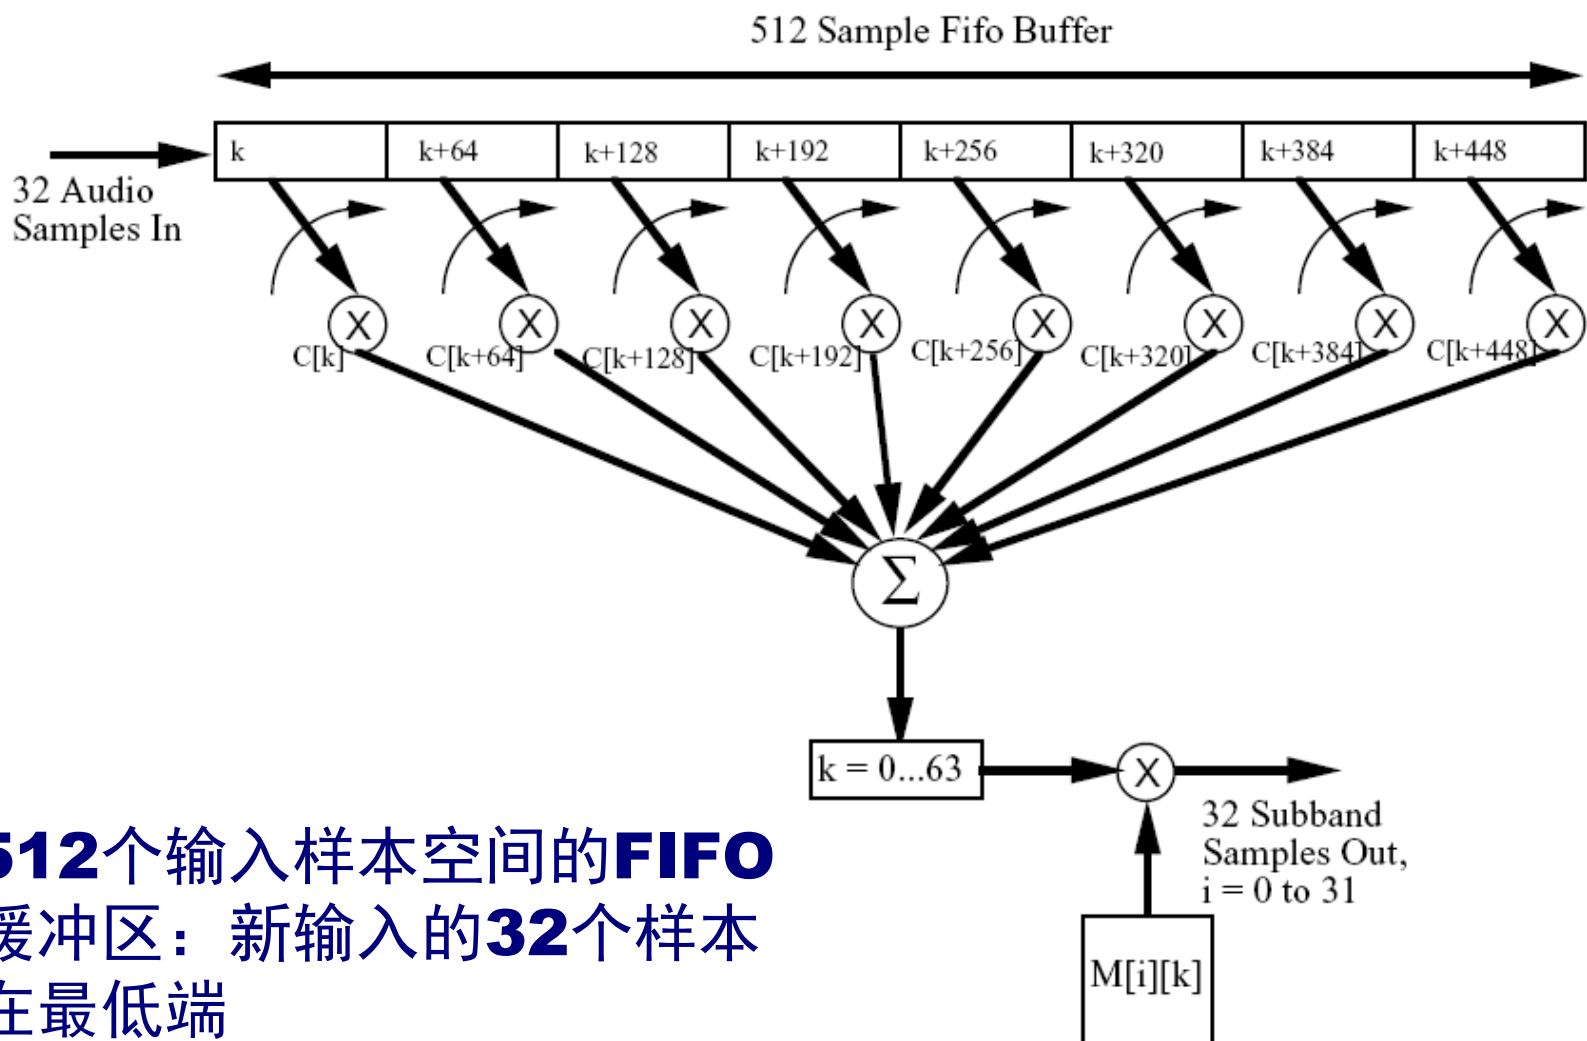 512 Sample Fifo Buffer
k
k+64
k+128
k+192
k+256
k+320
k+384
k+448
32 Audio
Samples In
X
X
X
X
X
X
X
X
C[k]
C[k+64]
C[k+128]
C[k+192]
C[k+256]
C[k+320]
C[k+384]
C[k+448]
Σ
k = 0...63
X
32 Subband
Samples Out,
i = 0 to 31
M[i][k]
512个输入样本空间的FIFO
缓冲区：新输入的32个样本
在最低端